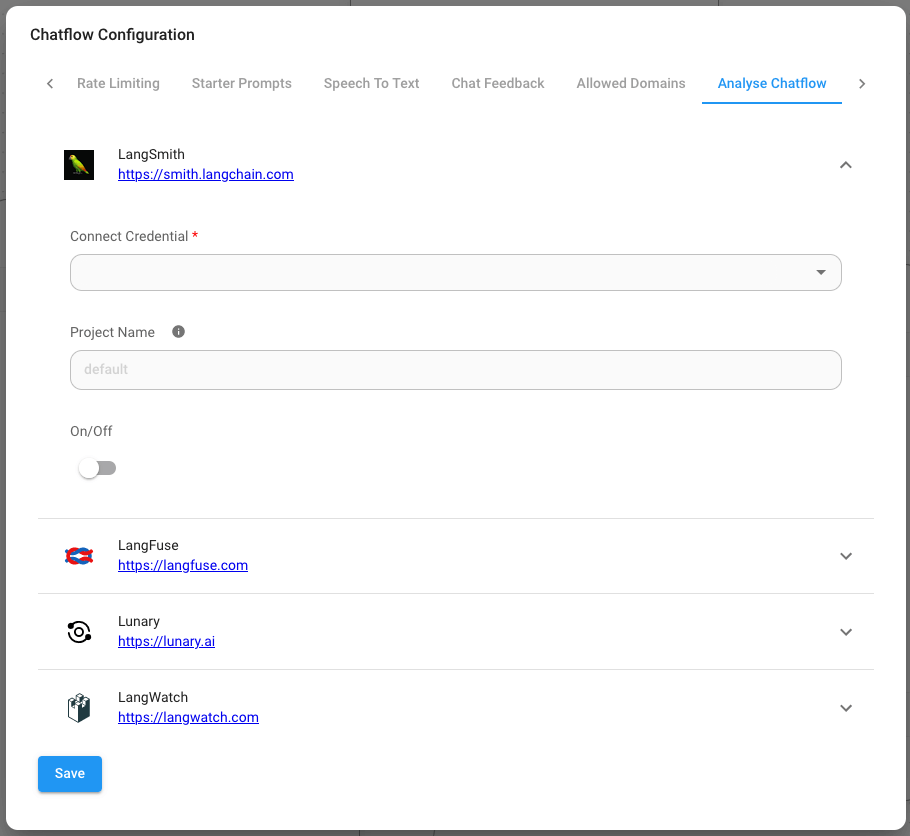 Chatflow Configuration
Rate Limiting Starter Prompts Speech To Text Chat Feedback Allowed Domains Analyse Chatflow
LangSmith
https://smith.langchain.com
Connect Credential *
Project Name
default
On/Off
LangFuse
https://langfuse.com
Lunary
https://lunary.ai
LangWatch
https://langwatch.com
Save